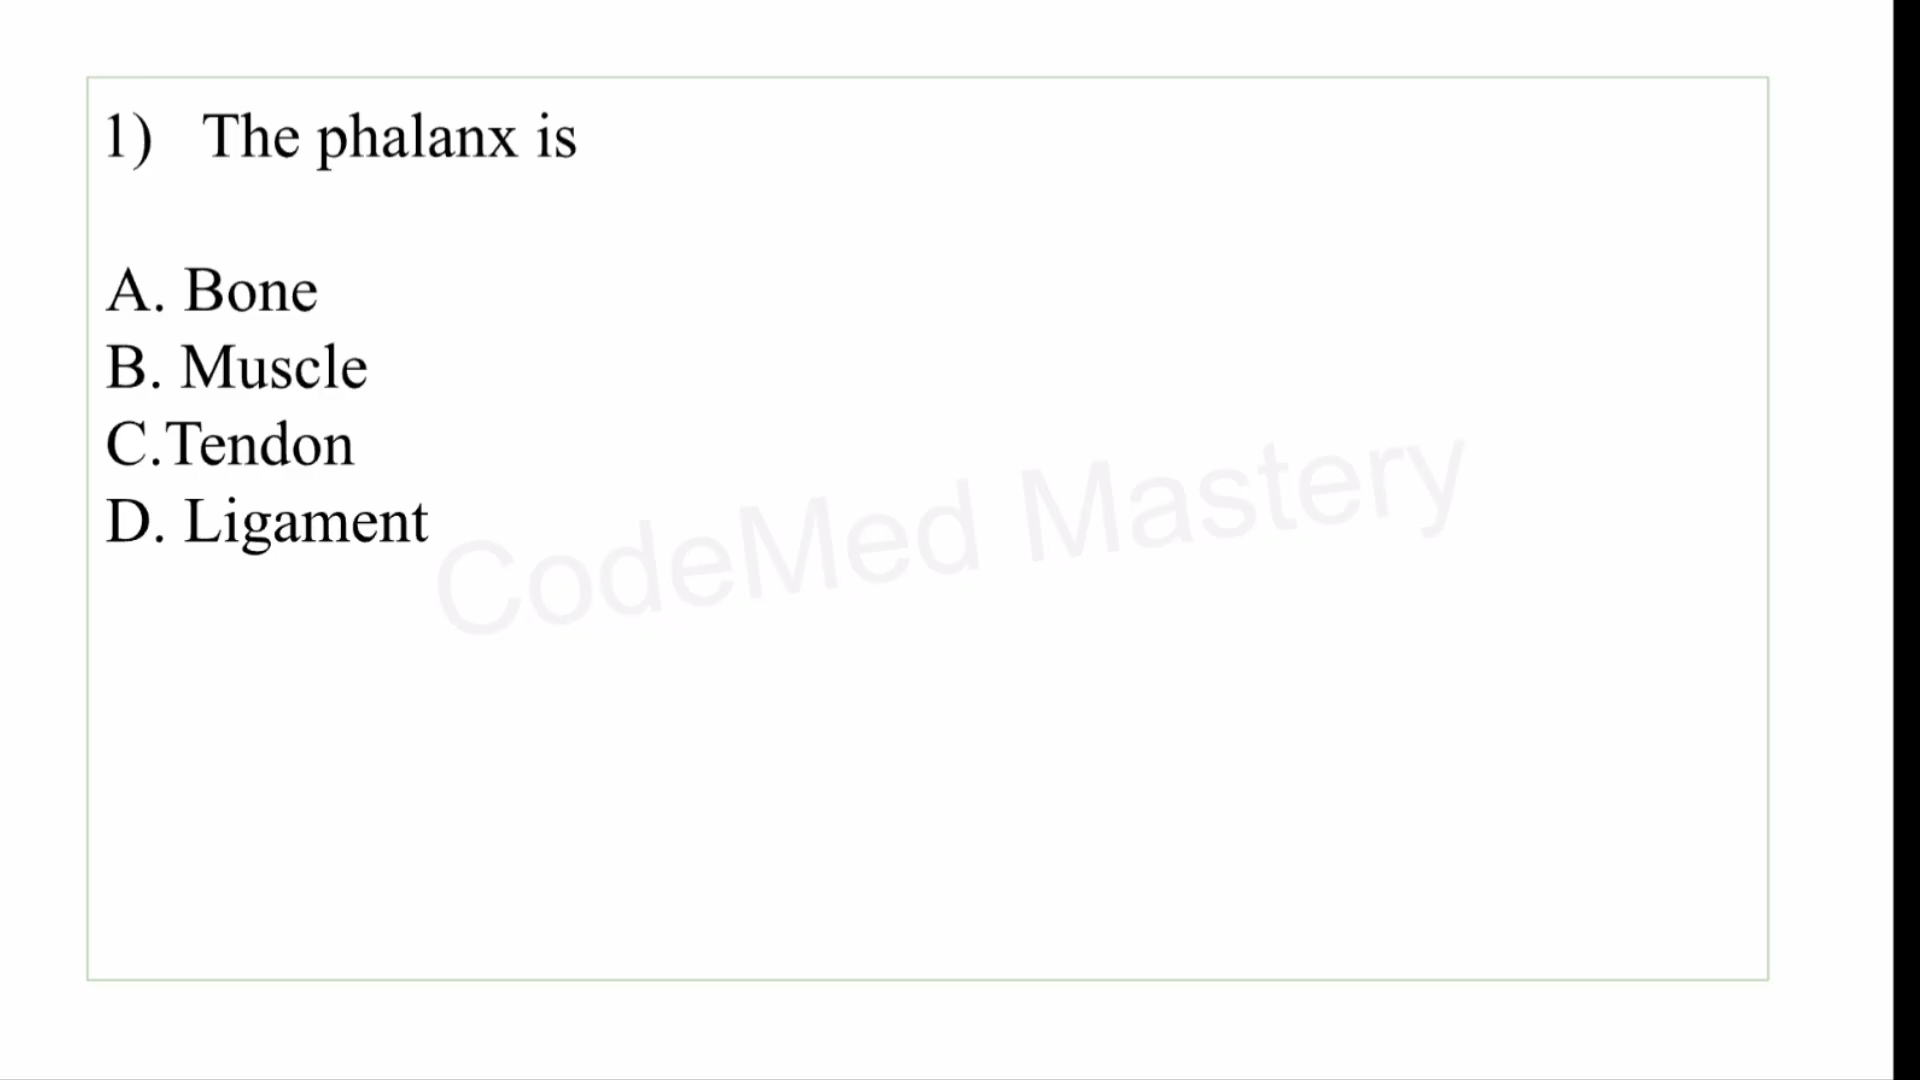 1) The phalanx is
A. Bone
B. Muscle
C.Tendon
D. Ligament
CodeMed Mastery